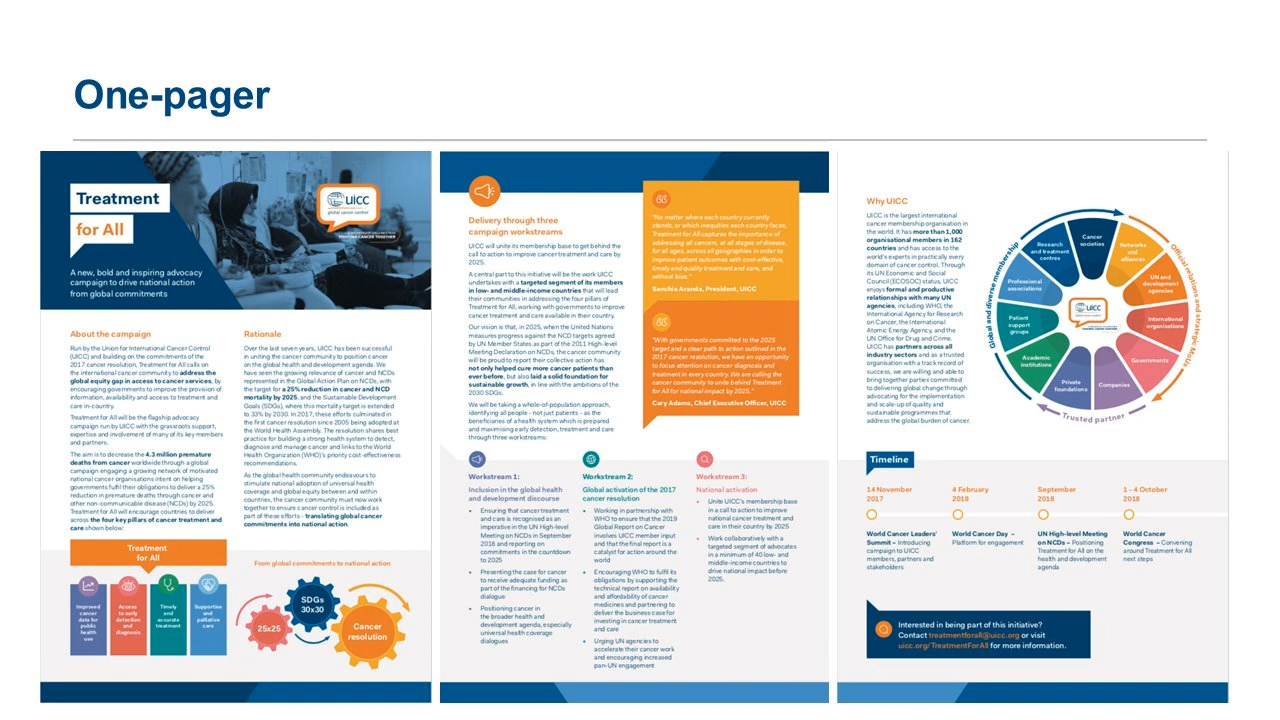 One-pager
Treatment
for All
uicc
global cancer control
A MEMBERSHIP ORGANISATION
FIGHTING CANCER TOGETHER
A new, bold and inspiring advocacy
campaign to drive national action
from global commitments
About the campaign
Run by the Union for International Cancer Control
(UICC) and building on the commitments of the
2017 cancer resolution, Treatment for All calls on
the international cancer community to address the
global equity gap in access to cancer services, by
encouraging governments to improve the provision of
information, availability and access to treatment and
care in-country.
Treatment for All will be the flagship advocacy
campaign run by UICC with the grassroots support,
expertise and involvement of many of its key members
and partners.
The aim is to decrease the 4.3 million premature
deaths from cancer worldwide through a global
campaign engaging a growing network of motivated
national cancer organisations intent on helping
governments fulfil their obligations to deliver a 25%
reduction in premature deaths through cancer and
other non-communicable disease (NCDs) by 2025.
Treatment for All will encourage countries to deliver
across the four key pillars of cancer treatment and
care shown below:
Treatment
for All
Improved
cancer
data for
public
health
use
Access
to early
detection
and
diagnosis
Timely
and
accurate
treatment
Supportive
and
palliative
care
Rationale
Over the last seven years, UICC has been successful
in uniting the cancer community to position cancer
on the global health and development agenda. We
have seen the growing relevance of cancer and NCDs
represented in the Global Action Plan on NCDs, with
the target for a 25% reduction in cancer and NCD
mortality by 2025, and the Sustainable Development
Goals (SDGs), where this mortality target is extended
to 33% by 2030. In 2017, these efforts culminated in
the first cancer resolution since 2005 being adopted at
the World Health Assembly. The resolution shares best
practice for building a strong health system to detect,
diagnose and manage cancer and links to the World
Health Organization (WHO)'s priority cost-effectiveness
recommendations.
As the global health community endeavours to
stimulate national adoption of universal health
coverage and global equity between and within
countries, the cancer community must now work
together to ensure cancer control is included as
part of these efforts - translating global cancer
commitments into national action.
From global commitments to national action
25x25
SDGs
30x30
Cancer
resolution
Delivery through three
campaign workstreams
UICC will unite its membership base to get behind the
call to action to improve cancer treatment and care by
2025.
A central part to this initiative will be the work UICC
undertakes with a targeted segment of its members
in low- and middle-income countries that will lead
their communities in addressing the four pillars of
Treatment for All, working with governments to improve
cancer treatment and care available in their country.
Our vision is that, in 2025, when the United Nations
measures progress against the NCD targets agreed
by UN Member States as part of the 2011 High-level
Meeting Declaration on NCDs, the cancer community
will be proud to report their collective action has
not only helped cure more cancer patients than
ever before, but also laid a solid foundation for
sustainable growth, in line with the ambitions of the
2030 SDGs.
We will be taking a whole-of-population approach,
identifying all people - not just patients - as the
beneficiaries of a health system which is prepared
and maximising early detection, treatment and care
through three workstreams:
"No matter where each country currently
stands, or which inequities each country faces,
Treatment for All captures the importance of
addressing all cancers, at all stages of disease,
for all ages, across all geographies in order to
improve patient outcomes with cost-effective,
timely and quality treatment and care, and
without bias."
Sanchia Aranda, President, UICC
"With governments committed to the 2025
target and a clear path to action outlined in the
2017 cancer resolution, we have an opportunity
to focus attention on cancer diagnosis and
treatment in every country. We are calling the
cancer community to unite behind Treatment
for All for national impact by 2025."
Cary Adams, Chief Executive Officer, UICC
Workstream 1:
Inclusion in the global health
and development discourse
• Ensuring that cancer treatment
and care is recognised as an
imperative in the UN High-level
Meeting on NCDs in September
2018 and reporting on
commitments in the countdown
to 2025
• Presenting the case for cancer
to receive adequate funding as
part of the financing for NCDs
dialogue
• Positioning cancer in
the broader health and
development agenda, especially
universal health coverage
dialogues
Workstream 2:
Global activation of the 2017
cancer resolution
• Working in partnership with
WHO to ensure that the 2019
Global Report on Cancer
involves UICC member input
and that the final report is a
catalyst for action around the
world
• Encouraging WHO to fulfil its
obligations by supporting the
technical report on availability
and affordability of cancer
medicines and partnering to
deliver the business case for
investing in cancer treatment
and care
• Urging UN agencies to
accelerate their cancer work
and encouraging increased
pan-UN engagement
Workstream 3:
National activation
• Unite UICC's membership base
in a call to action to improve
national cancer treatment and
care in their country by 2025
• Work collaboratively with a
targeted segment of advocates
in a minimum of 40 low- and
middle-income countries to
drive national impact before
2025.
Why UICC
UICC is the largest international
cancer membership organisation in
the world. It has more than 1,000
organisational members in 162
countries and has access to the
world's experts in practically every
domain of cancer control. Through
its UN Economic and Social
Council (ECOSOC) status, UICC
enjoys formal and productive
relationships with many UN
agencies, including WHO, the
International Agency for Research
on Cancer, the International
Atomic Energy Agency, and the
UN Office for Drug and Crime.
UICC has partners across all
industry sectors and as a trusted
organisation with a track record of
success, we are willing and able to
bring together parties committed
to delivering global change through
advocating for the implementation
and scale-up of quality and
sustainable programmes that
address the global burden of cancer.
Global and diverse membership
Official relations and strategic MoUs
Trusted partner
Cancer
societies
Networks
and
alliances
UN and
development
agencies
International
organisations
Governments
Companies
Private
foundations
Academic
institutions
Patient
support
groups
Professional
associations
Research
and treatment
centres
uicc
Timeline
14 November
2017
World Cancer Leaders'
Summit – Introducing
campaign to UICC
members, partners and
stakeholders
4 February
2018
World Cancer Day –
Platform for engagement
September
2018
UN High-level Meeting
on NCDs – Positioning
Treatment for All on the
health and development
agenda
1 - 4 October
2018
World Cancer
Congress – Convening
around Treatment for All
next steps
Interested in being part of this initiative?
Contact treatmentforall@uicc.org or visit
uicc.org/TreatmentForAll for more information.